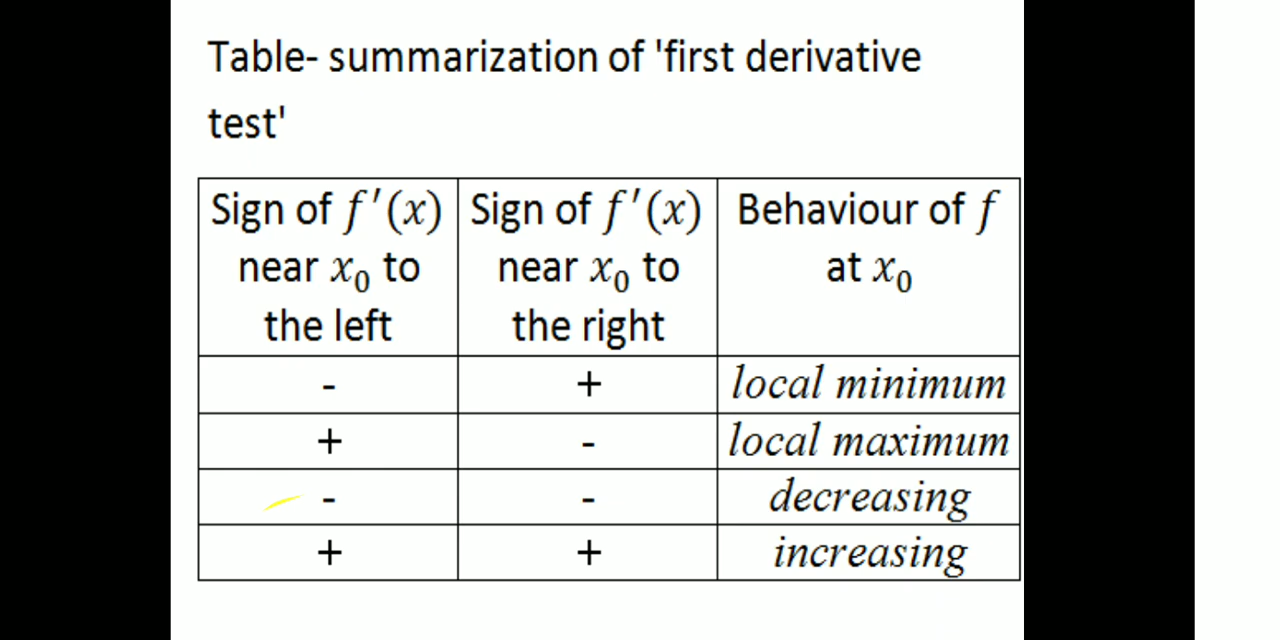 Table- summarization of 'first derivative
test'
Sign of f'(x) Sign of f'(x) Behaviour of f
near x₀ to near x₀ to at x₀
the left the right
- + local minimum
+ - local maximum
- - decreasing
+ + increasing